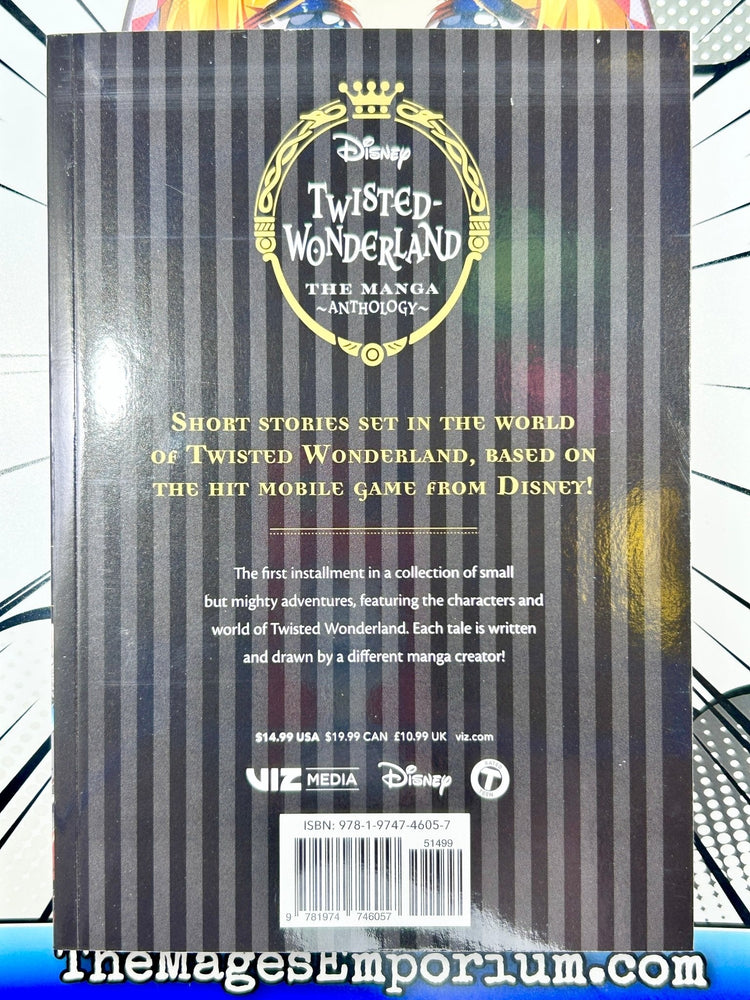 Disney
Twisted-
Wonderland
THE MANGA
~ANTHOLOGY~
Short stories set in the world
of Twisted Wonderland, based on
the hit mobile game from Disney!
The first installment in a collection of small
but mighty adventures, featuring the characters and
world of Twisted Wonderland. Each tale is written
and drawn by a different manga creator!
$14.99 USA $19.99 CAN £10.99 UK viz.com
VIZ MEDIA Disney RATED T TEEN
ISBN: 978-1-9747-4605-7
51499
9 781974 746057
TheMagesEmporium.com